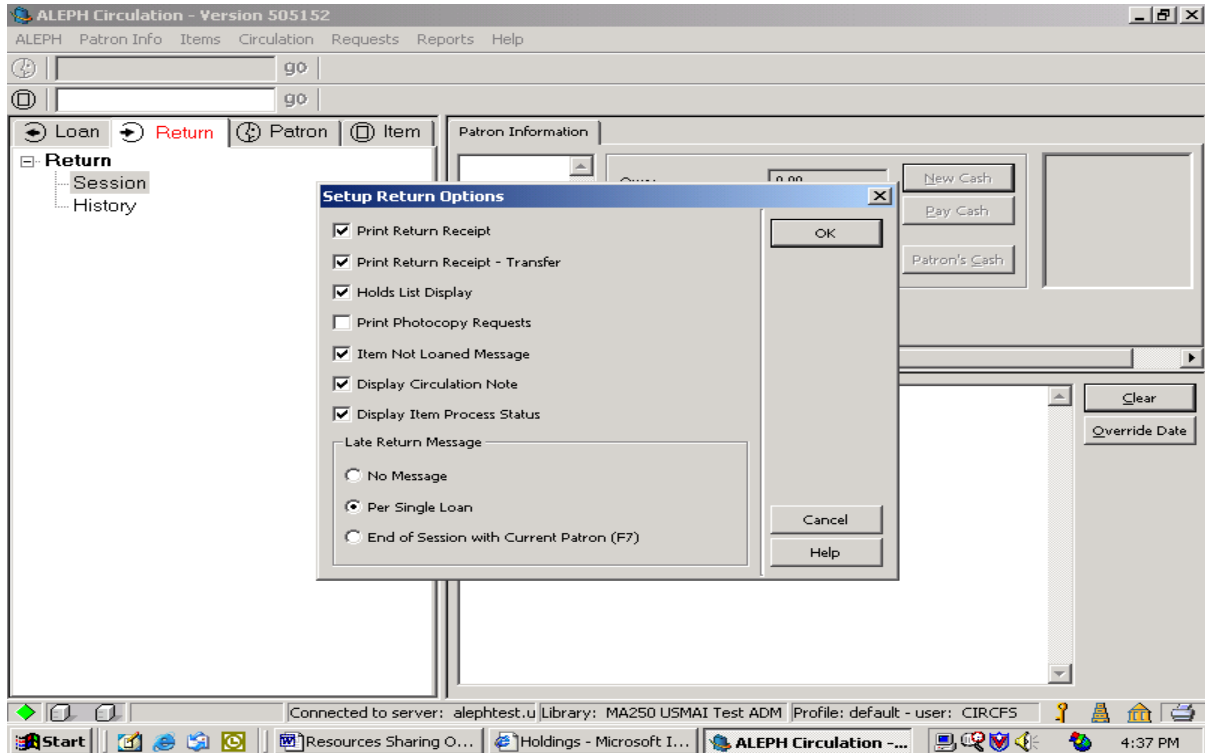 ALEPH Circulation - Version 505152
ALEPH Patron Info Items Circulation Requests Reports Help
go
go
Loan Return Patron Item
Patron Information
Return
Session
History
0.00
New Cash
Pay Cash
Patron's Cash
Setup Return Options
Print Return Receipt
Print Return Receipt - Transfer
Holds List Display
Print Photocopy Requests
Item Not Loaned Message
Display Circulation Note
Display Item Process Status
Late Return Message
No Message
Per Single Loan
End of Session with Current Patron (F7)
OK
Cancel
Help
Clear
Override Date
Connected to server: alephtest.u Library: MA250 USMAI Test ADM Profile: default - user: CIRCFS
Start Resources Sharing O... Holdings - Microsoft I... ALEPH Circulation -... 4:37 PM